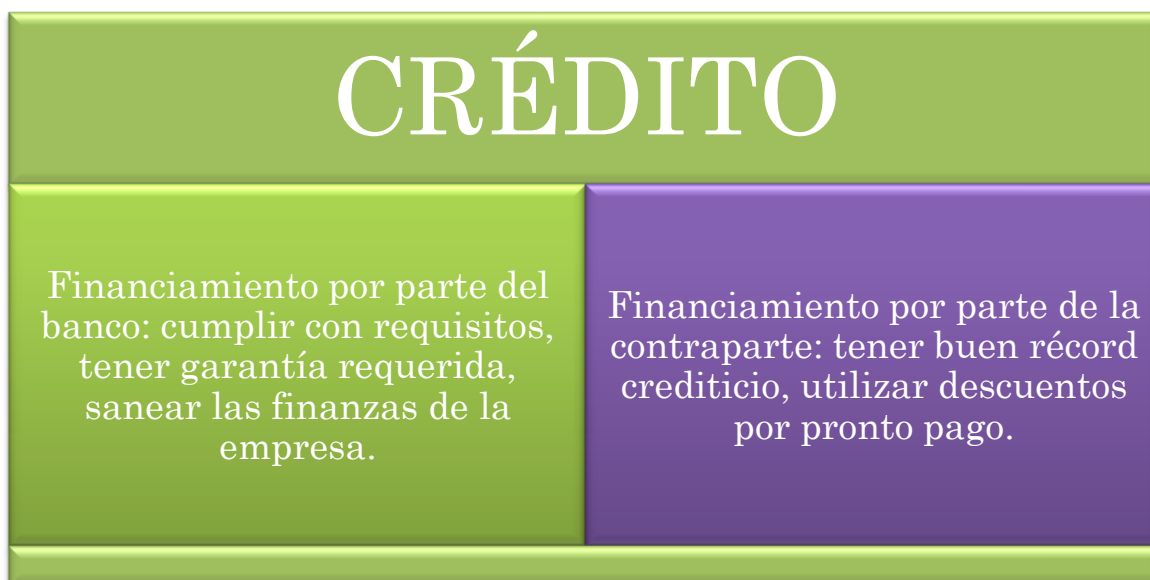 CRÉDITO
Financiamiento por parte del
banco: cumplir con requisitos,
tener garantía requerida,
sanear las finanzas de la
empresa.
Financiamiento por parte de la
contraparte: tener buen récord
crediticio, utilizar descuentos
por pronto pago.